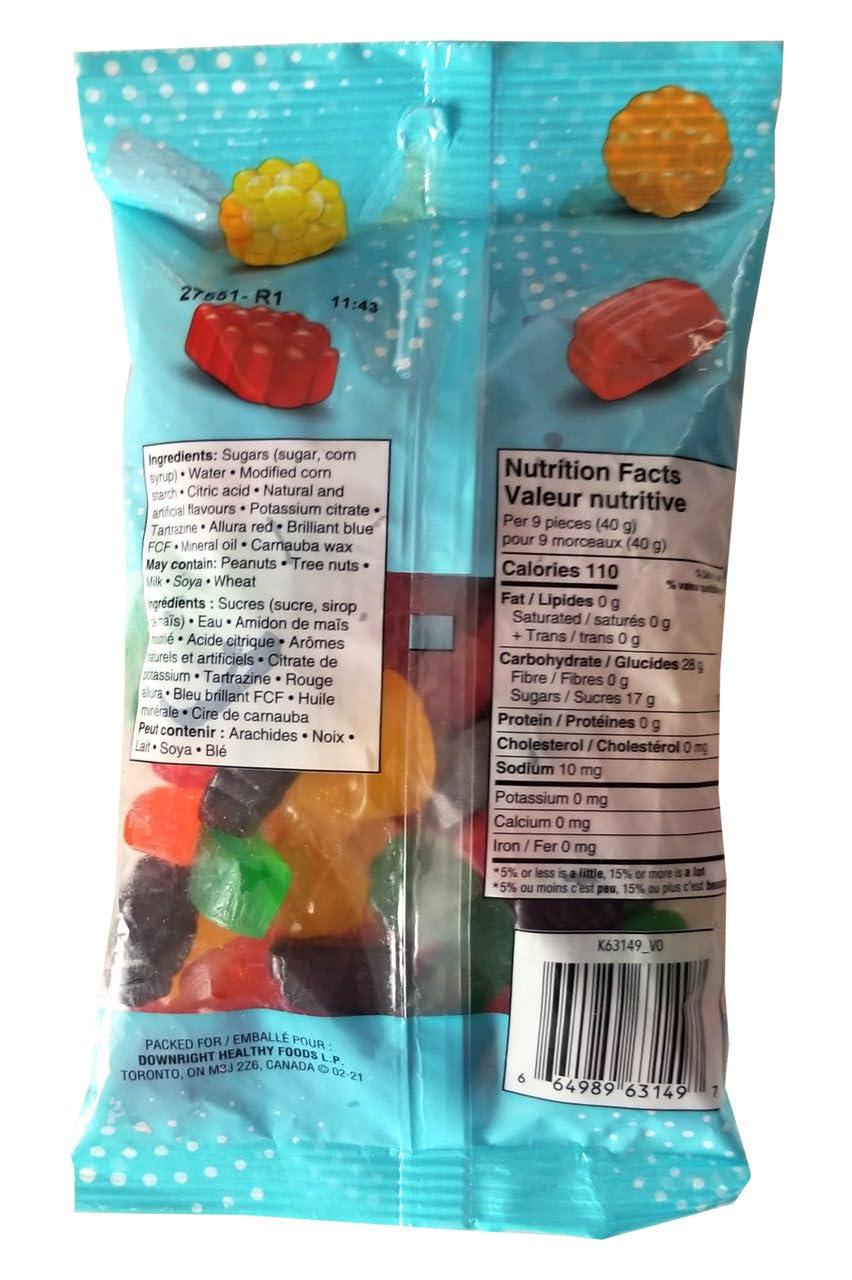 27551-R1 11:43
Ingredients: Sugars (sugar, corn
syrup) • Water • Modified corn
starch • Citric acid • Natural and
artificial flavours • Potassium citrate •
Tartrazine • Allura red • Brilliant blue
FCF • Mineral oil • Carnauba wax
May contain: Peanuts • Tree nuts •
Milk • Soya • Wheat
Ingrédients : Sucres (sucre, sirop
maïs) • Eau • Amidon de maïs
modifié • Acide citrique • Arômes
naturels et artificiels • Citrate de
potassium • Tartrazine • Rouge
allura • Bleu brillant FCF • Huile
minérale • Cire de carnauba
Peut contenir : Arachides • Noix •
Lait • Soya • Blé
Nutrition Facts
Valeur nutritive
Per 9 pieces (40 g)
pour 9 morceaux (40 g)
Calories 110
Fat / Lipides 0 g
Saturated / saturés 0 g
+ Trans / trans 0 g
Carbohydrate / Glucides 28 g
Fibre / Fibres 0 g
Sugars / Sucres 17 g
Protein / Protéines 0 g
Cholesterol / Cholestérol 0 mg
Sodium 10 mg
Potassium 0 mg
Calcium 0 mg
Iron / Fer 0 mg
*5% or less is a little, 15% or more is a lot
*5% ou moins c'est peu, 15% ou plus c'est
K63149_V0
6 64989 63149 7
PACKED FOR / EMBALLÉ POUR :
DOWNRIGHT HEALTHY FOODS L.P.
TORONTO, ON M3J 2Z6, CANADA © 02-21